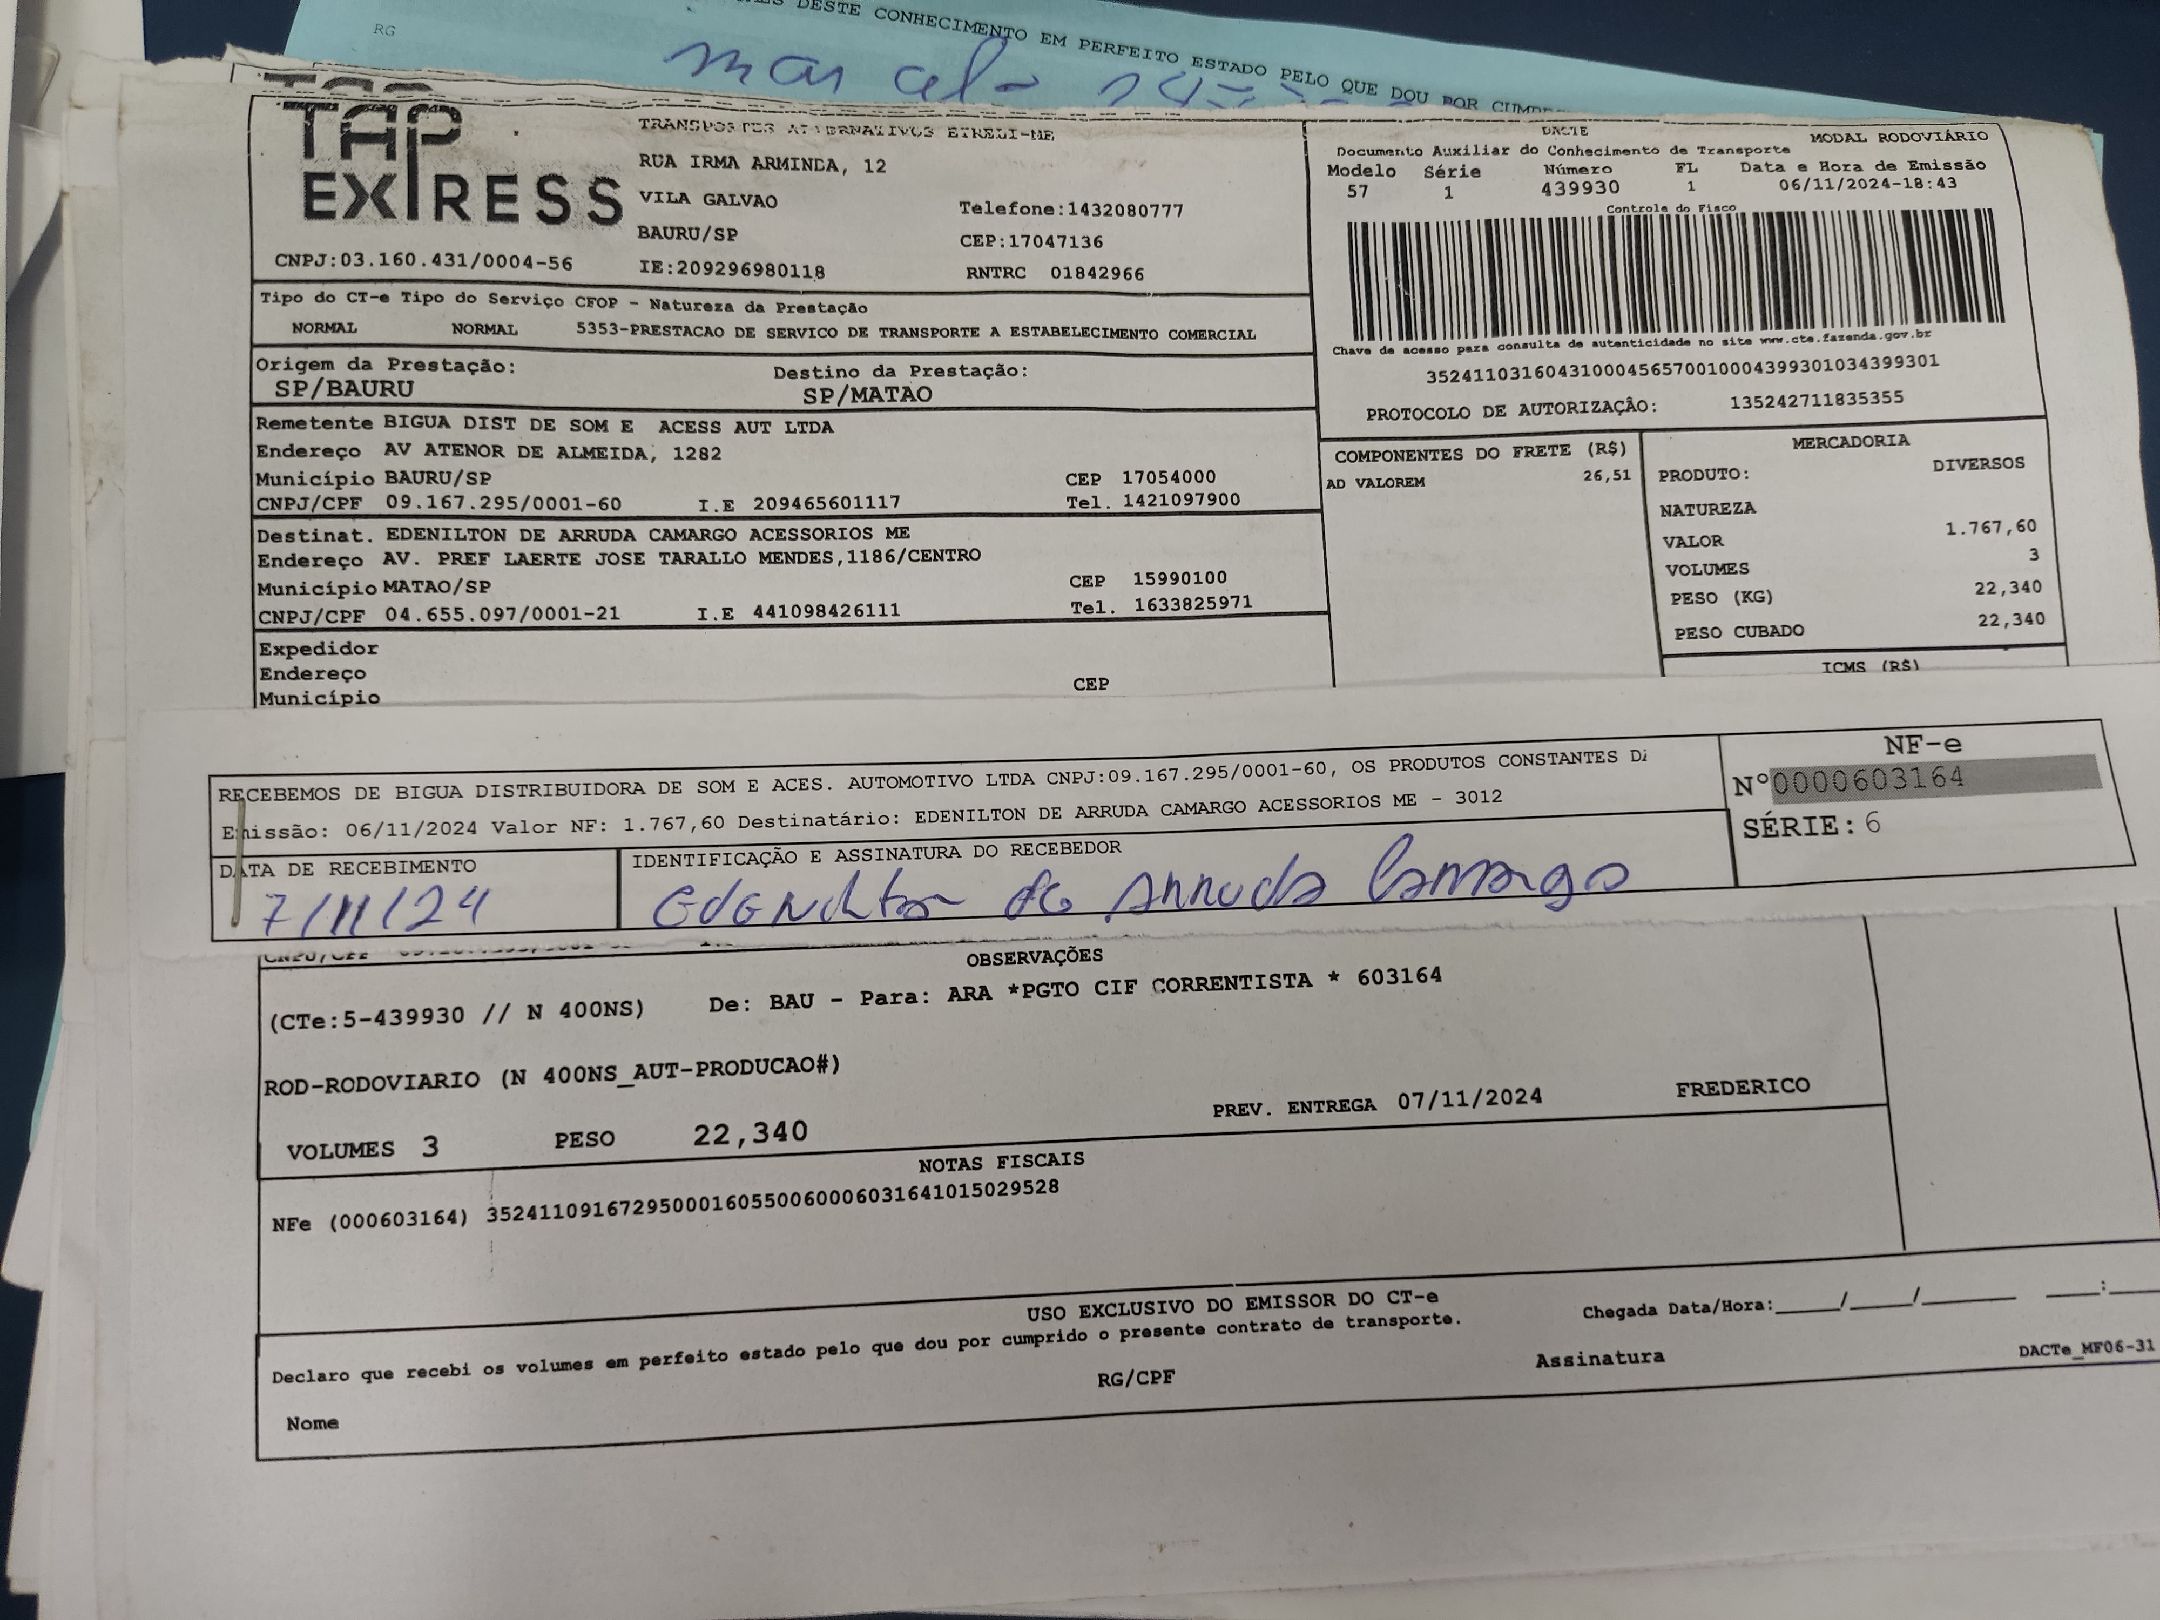 RG
DESTE CONHECIMENTO EM PERFEITO ESTADO PELO QUE DOU POR
TAP
EXPRESS
CNPJ:03.160.431/0004-56
TRANSPORTES ALTERNATIVOS EIRELI-ME
RUA IRMA ARMINDA, 12
VILA GALVAO
Telefone:1432080777
BAURU/SP
CEP:17047136
IE:209296980118
RNTRC 01842966
DACTE
MODAL RODOVIÁRIO
Documento Auxiliar do Conhecimento de Transporte
Modelo Série Número FL Data e Hora de Emissão
57 1 439930 1 06/11/2024-18:43
Controle do Fisco
Chave de acesso para consulta de autenticidade no site www.cte.fazenda.gov.br
35241103160431000456570010004399301034399301
PROTOCOLO DE AUTORIZAÇÃO: 135242711835355
Tipo do CT-e Tipo do Serviço CFOP - Natureza da Prestação
NORMAL NORMAL 5353-PRESTACAO DE SERVICO DE TRANSPORTE A ESTABELECIMENTO COMERCIAL
Origem da Prestação: Destino da Prestação:
SP/BAURU SP/MATAO
Remetente BIGUA DIST DE SOM E ACESS AUT LTDA
Endereço AV ATENOR DE ALMEIDA, 1282
Município BAURU/SP CEP 17054000
CNPJ/CPF 09.167.295/0001-60 I.E 209465601117 Tel. 1421097900
Destinat. EDENILTON DE ARRUDA CAMARGO ACESSORIOS ME
Endereço AV. PREF LAERTE JOSE TARALLO MENDES,1186/CENTRO
Município MATAO/SP CEP 15990100
CNPJ/CPF 04.655.097/0001-21 I.E 441098426111 Tel. 1633825971
Expedidor
Endereço
Município CEP
COMPONENTES DO FRETE (R$)
AD VALOREM 26,51
MERCADORIA
PRODUTO: DIVERSOS
NATUREZA
VALOR 1.767,60
VOLUMES 3
PESO (KG) 22,340
PESO CUBADO 22,340
ICMS (R$)
RECEBEMOS DE BIGUA DISTRIBUIDORA DE SOM E ACES. AUTOMOTIVO LTDA CNPJ:09.167.295/0001-60, OS PRODUTOS CONSTANTES
Emissão: 06/11/2024 Valor NF: 1.767,60 Destinatário: EDENILTON DE ARRUDA CAMARGO ACESSORIOS ME - 3012
NF-e
Nº0000603164
SÉRIE: 6
DATA DE RECEBIMENTO
7/11/24
IDENTIFICAÇÃO E ASSINATURA DO RECEBEDOR
Edenilton de Arruda Camargo
OBSERVAÇÕES
(CTe:5-439930 // N 400NS) De: BAU - Para: ARA *PGTO CIF CORRENTISTA * 603164
ROD-RODOVIARIO (N 400NS_AUT-PRODUCAO#)
PREV. ENTREGA 07/11/2024 FREDERICO
VOLUMES 3 PESO 22,340
NOTAS FISCAIS
NFe (000603164) 35241109167295000160550060006031641015029528
USO EXCLUSIVO DO EMISSOR DO CT-e
Declaro que recebi os volumes em perfeito estado pelo que dou por cumprido o presente contrato de transporte.
Chegada Data/Hora:____/____/______ ___:
Nome RG/CPF Assinatura
DACTe_MF06-31